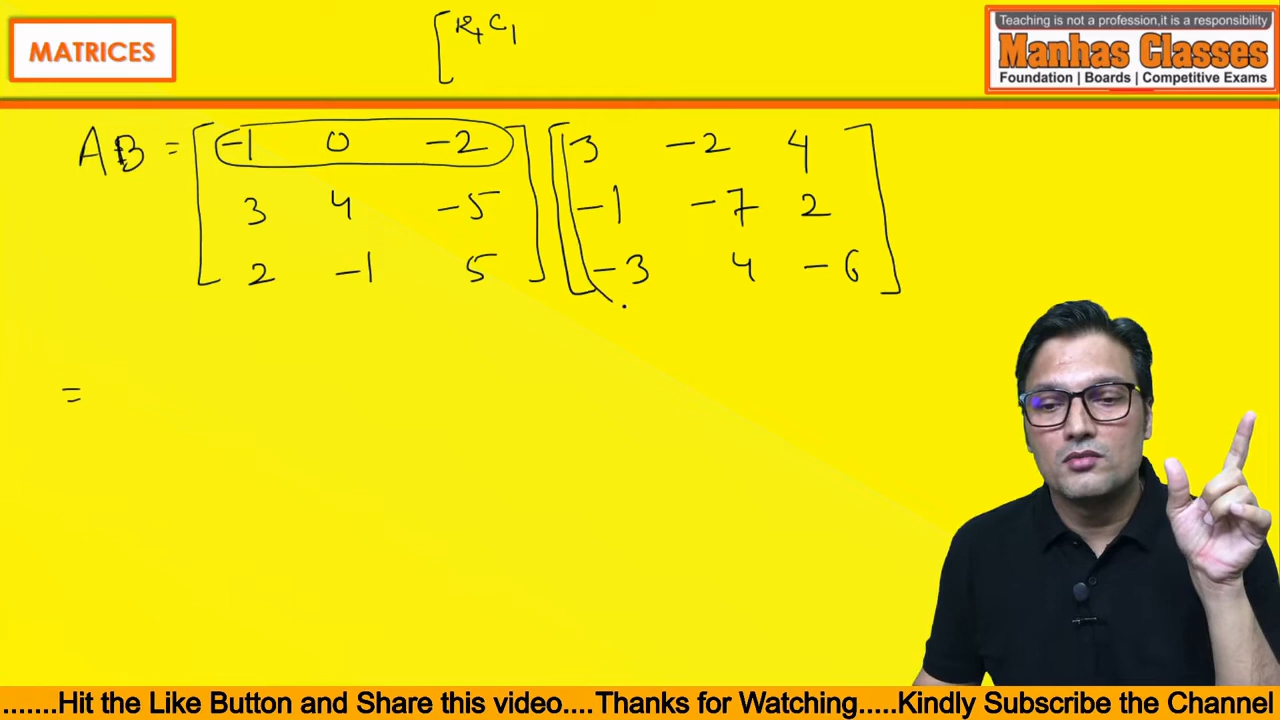 MATRICES
[R₁C₁
Teaching is not a profession,it is a responsibility
Manhas Classes
Foundation | Boards | Competitive Exams
AB = [ -1 0 -2 ] [ 3 -2 4 ]
3 4 -5 -1 -7 2
2 -1 5 -3 4 -6
=
.......Hit the Like Button and Share this video....Thanks for Watching.....Kindly Subscribe the Channel